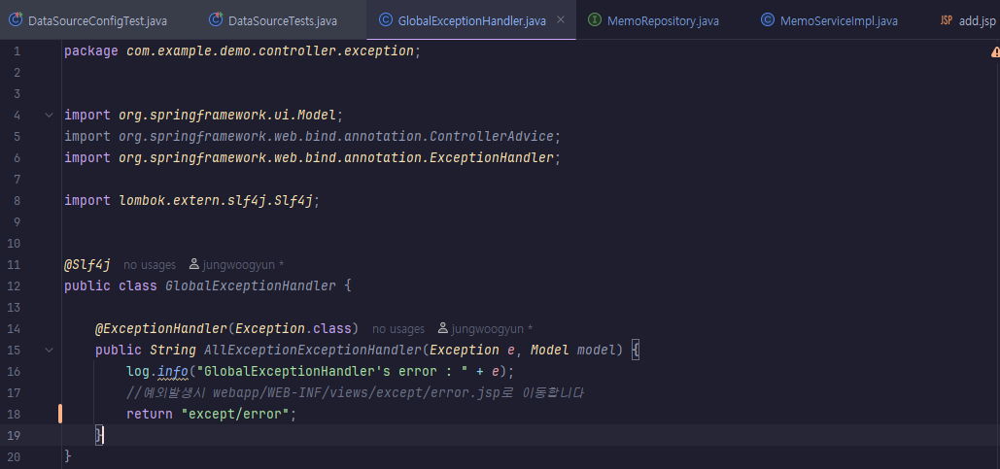 DataSourceConfigTest.java DataSourceTests.java GlobalExceptionHandler.java MemoRepository.java MemoServiceImpl.java JSP add.jsp
1 package com.example.demo.controller.exception;
2
3
4 import org.springframework.ui.Model;
5 import org.springframework.web.bind.annotation.ControllerAdvice;
6 import org.springframework.web.bind.annotation.ExceptionHandler;
7
8 import lombok.extern.slf4j.Slf4j;
9
10
11 @Slf4j no usages jungwoogyun *
12 public class GlobalExceptionHandler {
13
14 @ExceptionHandler(Exception.class) no usages jungwoogyun *
15 public String AllExceptionExceptionHandler(Exception e, Model model) {
16 log.info("GlobalExceptionHandler's error : " + e);
17 //예외발생시 webapp/WEB-INF/views/except/error.jsp로 이동합니다
18 return "except/error";
19 }
20 }